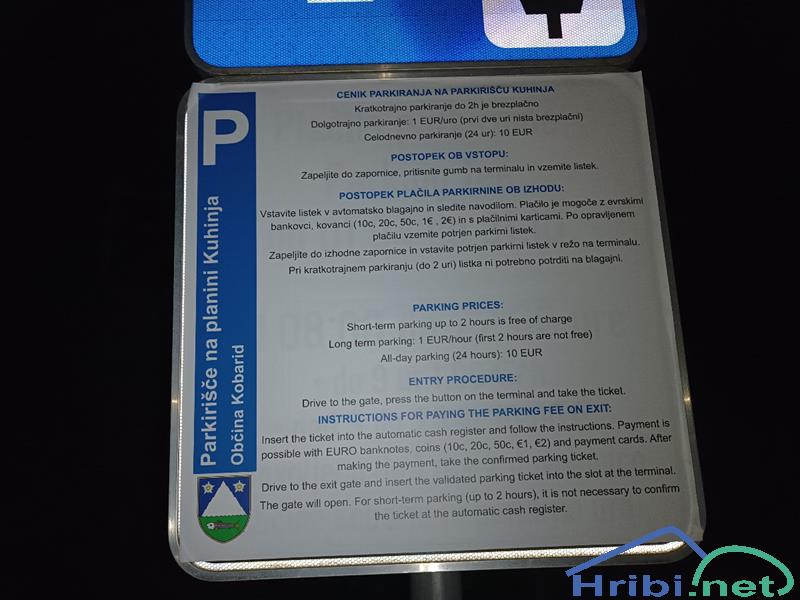 CENIK PARKIRANJA NA PARKIRIŠČU KUHINJA
Kratkotrajno parkiranje do 2h je brezplačno
Dolgotrajno parkiranje: 1 EUR/uro (prvi dve uri nista brezplačni)
Celodnevno parkiranje (24 ur): 10 EUR
POSTOPEK OB VSTOPU:
Zapeljite do zapornice, pritisnite gumb na terminalu in vzemite listek.
POSTOPEK PLAČILA PARKIRNINE OB IZHODU:
Vstavite listek v avtomatsko blagajno in sledite navodilom. Plačilo je mogoče z evrskimi
bankovci, kovanci (10c, 20c, 50c, 1€ , 2€) in s plačilnimi karticami. Po opravljenem
plačilu vzemite potrjen parkirni listek.
Zapeljite do izhodne zapornice in vstavite potrjen parkirni listek v režo na terminalu.
Pri kratkotrajnem parkiranju (do 2 uri) listka ni potrebno potrditi na blagajni.
PARKING PRICES:
Short-term parking up to 2 hours is free of charge
Long term parking: 1 EUR/hour (first 2 hours are not free)
All-day parking (24 hours): 10 EUR
ENTRY PROCEDURE:
Drive to the gate, press the button on the terminal and take the ticket.
INSTRUCTIONS FOR PAYING THE PARKING FEE ON EXIT:
Insert the ticket into the automatic cash register and follow the instructions. Payment is
possible with EURO banknotes, coins (10c, 20c, 50c, €1, €2) and payment cards. After
making the payment, take the confirmed parking ticket.
Drive to the exit gate and insert the validated parking ticket into the slot at the terminal.
The gate will open. For short-term parking (up to 2 hours), it is not necessary to confirm
the ticket at the automatic cash register.
P
Parkirišče na planini Kuhinja
Občina Kobarid
Hribi.net